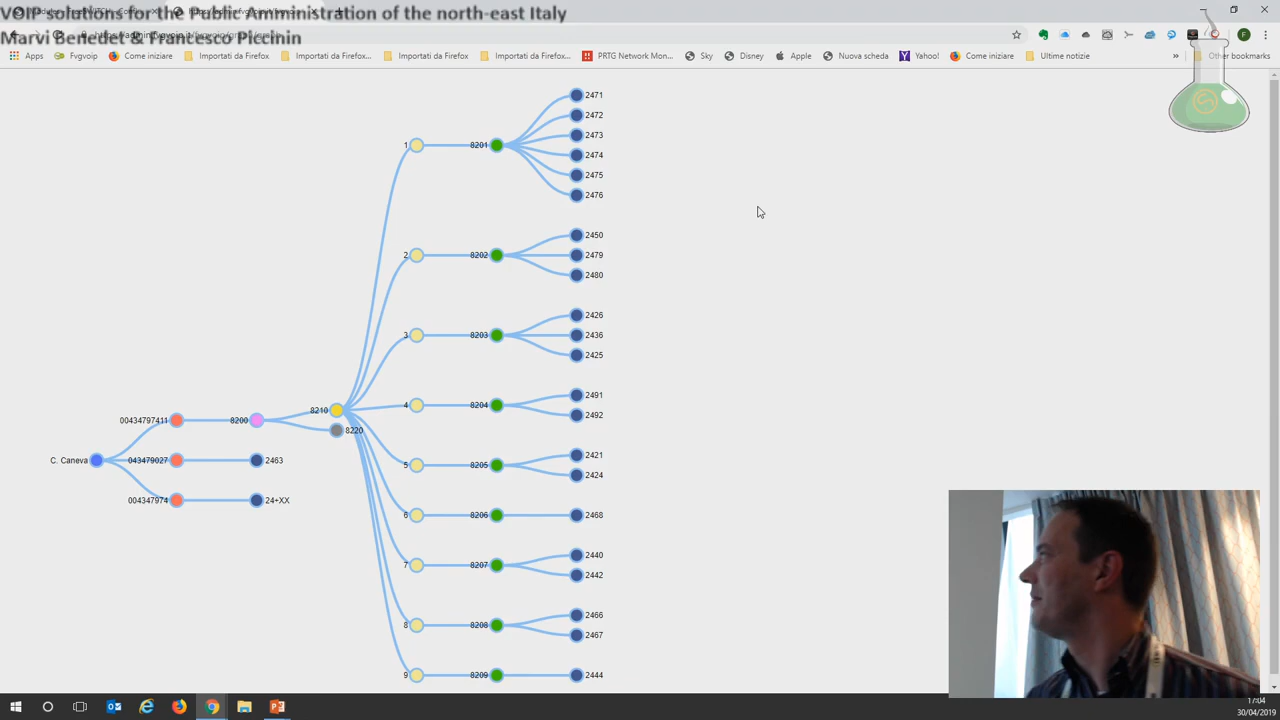 VOIP solutions for the Public Amministration of the north-east Italy
Marvi Benedet & Francesco Piccinin
Apps
Fvgvoip
Come iniziare
Importati da Firefox
Importati da Firefox...
Importati da Firefox
Importati da Firefox...
PRTG Network Mon...
Sky
Disney
Apple
Nuova scheda
Yahoo!
Come iniziare
Ultime notizie
»
Other bookmarks
2471
2472
2473
1 8201 2474
2475
2476
2450
2 8202 2479
2480
2426
3 8203 2436
2425
2491
4 8204
2492
00434797411 8200 8210
8220
2421
C. Caneva 043479027 2463 5 8205
2424
004347974 24+XX
6 8206 2468
2440
7 8207
2442
2466
8 8208
2467
9 8209 2444
17:04
30/04/2019